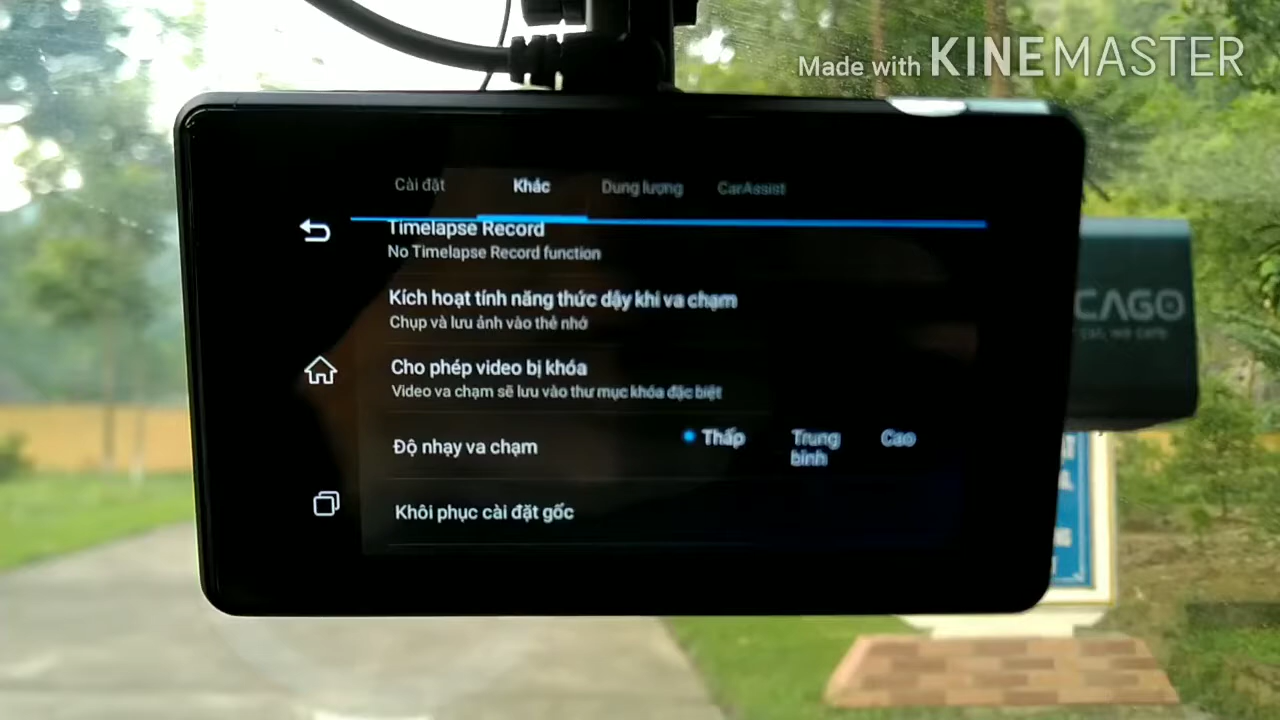 Made with KINEMASTER
Cài đặt Khác Dung lượng CarAssist
Timelapse Record
No Timelapse Record function
Kích hoạt tính năng thức dậy khi va chạm
Chụp và lưu ảnh vào thẻ nhớ
CAGO
Cho phép video bị khóa
Video va chạm sẽ lưu vào thư mục khóa đặc biệt
Độ nhạy va chạm Thấp Trung bình Cao
Khôi phục cài đặt gốc